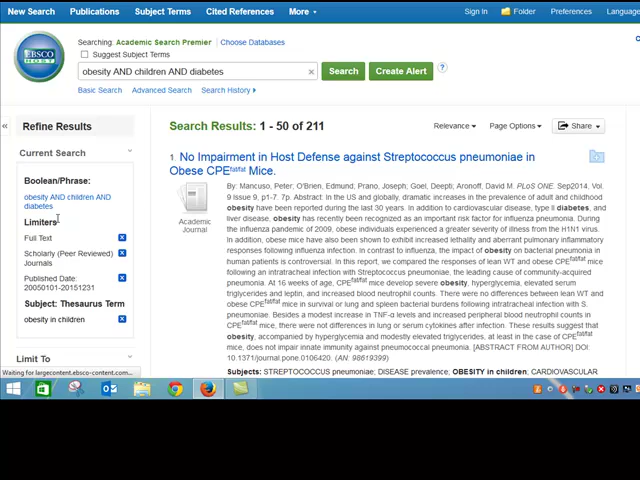 New Search Publications Subject Terms Cited References More Sign In Folder Preferences Languag
Searching: Academic Search Premier Choose Databases
Suggest Subject Terms
EBSCO
HOST
obesity AND children AND diabetes × Search Create Alert ?
Basic Search Advanced Search Search History
« Refine Results Search Results: 1 - 50 of 211 Relevance Page Options Share
Current Search
1. No Impairment in Host Defense against Streptococcus pneumoniae in
Obese CPEfat/fat Mice.
Boolean/Phrase:
obesity AND children AND
diabetes
Limiters
Full Text
Scholarly (Peer Reviewed)
Journals
Published Date:
20050101-20151231
Subject: Thesaurus Term
obesity in children
Limit To
Academic
Journal
By: Mancuso, Peter, O'Brien, Edmund; Prano, Joseph; Goel, Deepti; Aronoff, David M. PLoS ONE. Sep2014, Vol.
9 Issue 9, p1-7. 7p. Abstract: In the US and globally, dramatic increases in the prevalence of adult and childhood
obesity have been reported during the last 30 years. In addition to cardiovascular disease, type II diabetes, and
liver disease, obesity has recently been recognized as an important risk factor for influenza pneumonia. During
the influenza pandemic of 2009, obese individuals experienced a greater severity of illness from the H1N1 virus.
In addition, obese mice have also been shown to exhibit increased lethality and aberrant pulmonary inflammatory
responses following influenza infection. In contrast to influenza, the impact of obesity on bacterial pneumonia in
human patients is controversial. In this report, we compared the responses of lean WT and obese CPEfat/fat
mice following an intratracheal infection with Streptococcus pneumoniae, the leading cause of community-acquired
pneumonia. At 16 weeks of age, CPEfat/fat mice develop severe obesity, hyperglycemia, elevated serum
triglycerides and leptin, and increased blood neutrophil counts. There were no differences between lean WT and
obese CPEfat/fat mice in survival or lung and spleen bacterial burdens following intratracheal infection with S.
pneumoniae. Besides a modest increase in TNF-α levels and increased peripheral blood neutrophil counts in
CPEfat/fat mice, there were not differences in lung or serum cytokines after infection. These results suggest that
obesity, accompanied by hyperglycemia and modestly elevated triglycerides, at least in the case of CPEfat/fat
mice, does not impair innate immunity against pneumococcal pneumonia. [ABSTRACT FROM AUTHOR] DOI:
10.1371/journal.pone.0106420. (AN: 98619399)
Subjects: STREPTOCOCCUS pneumoniae; DISEASE prevalence; OBESITY in children; CARDIOVASCULAR
Waiting for largecontent.ebsco-content.com...